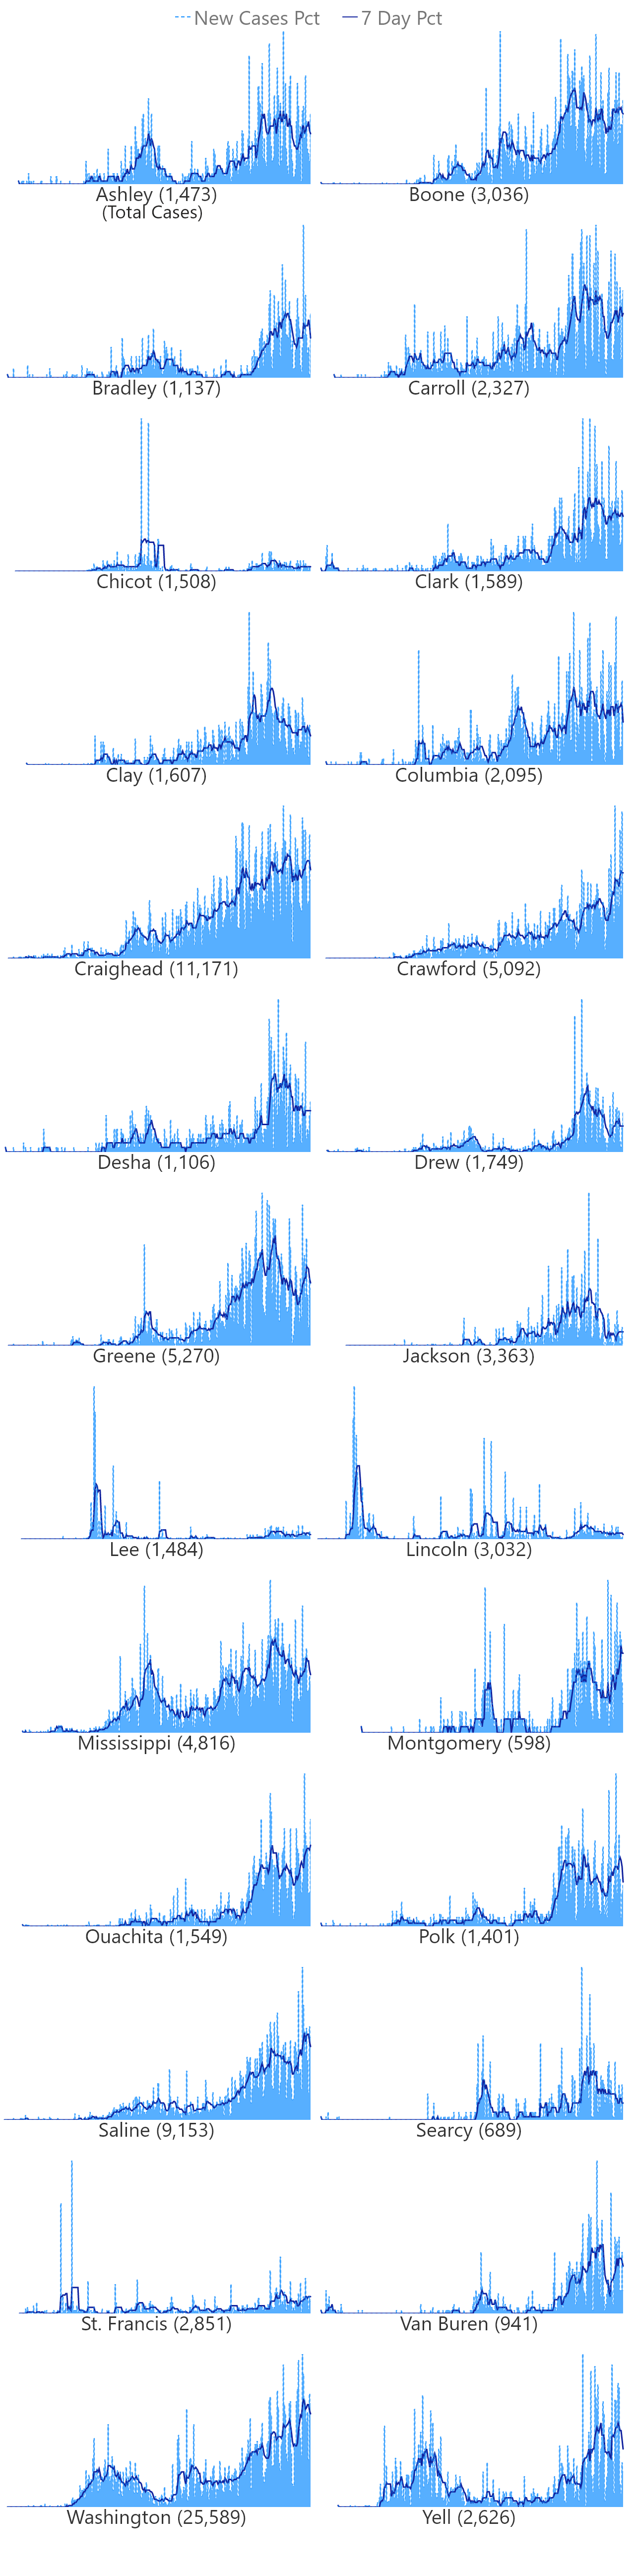 New Cases Pct 7 Day Pct
Ashley (1,473) Boone (3,036)
(Total Cases)
Bradley (1,137) Carroll (2,327)
Chicot (1,508) Clark (1,589)
Clay (1,607) Columbia (2,095)
Craighead (11,171) Crawford (5,092)
Desha (1,106) Drew (1,749)
Greene (5,270) Jackson (3,363)
Lee (1,484) Lincoln (3,032)
Mississippi (4,816) Montgomery (598)
Ouachita (1,549) Polk (1,401)
Saline (9,153) Searcy (689)
St. Francis (2,851) Van Buren (941)
Washington (25,589) Yell (2,626)